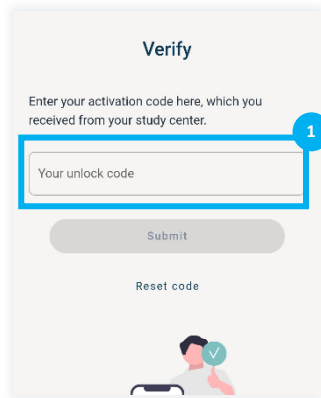 Verify
Enter your activation code here, which you
received from your study center.
1
Your unlock code
Submit
Reset code